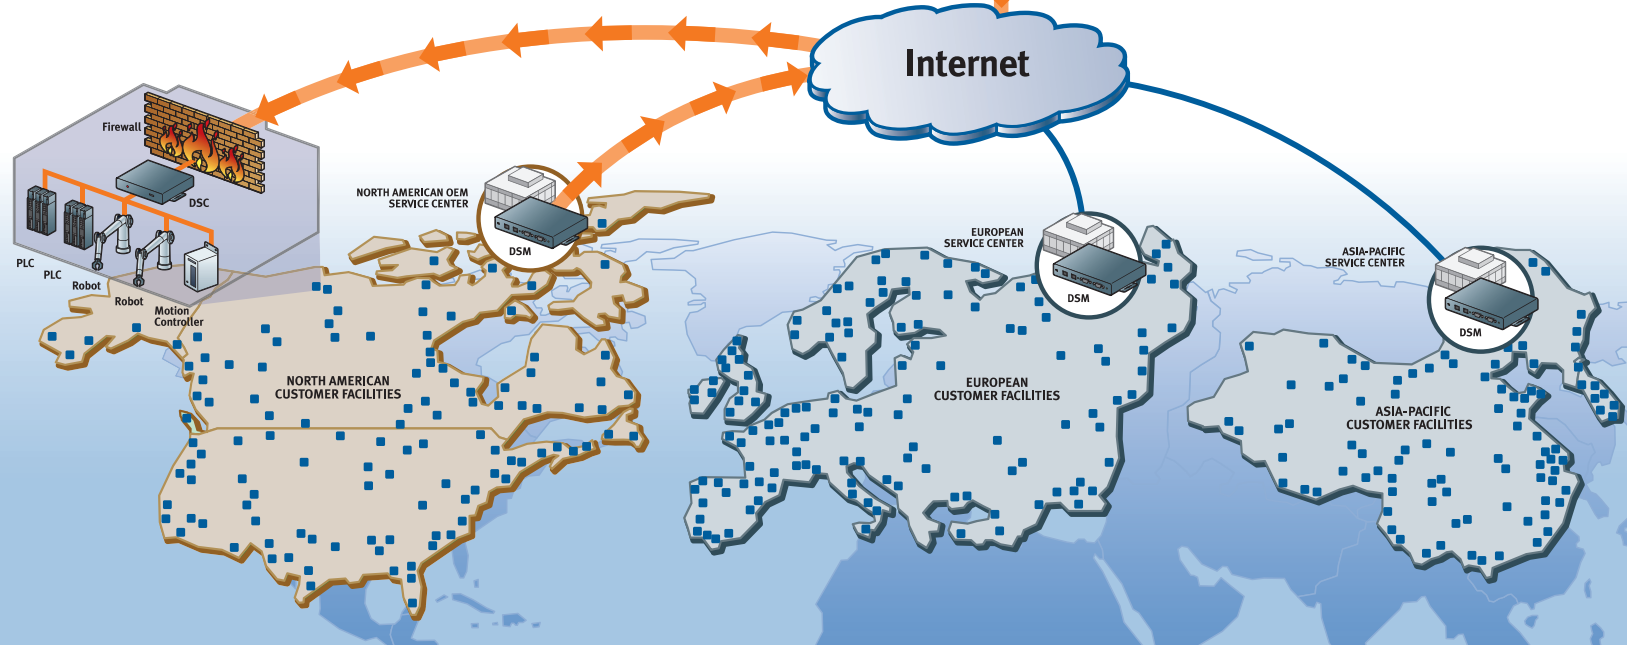 Internet
Firewall
DSC
PLC
PLC
Robot
Robot
Motion
Controller
NORTH AMERICAN OEM
SERVICE CENTER
DSM
EUROPEAN
SERVICE CENTER
DSM
ASIA-PACIFIC
SERVICE CENTER
DSM
NORTH AMERICAN
CUSTOMER FACILITIES
EUROPEAN
CUSTOMER FACILITIES
ASIA-PACIFIC
CUSTOMER FACILITIES